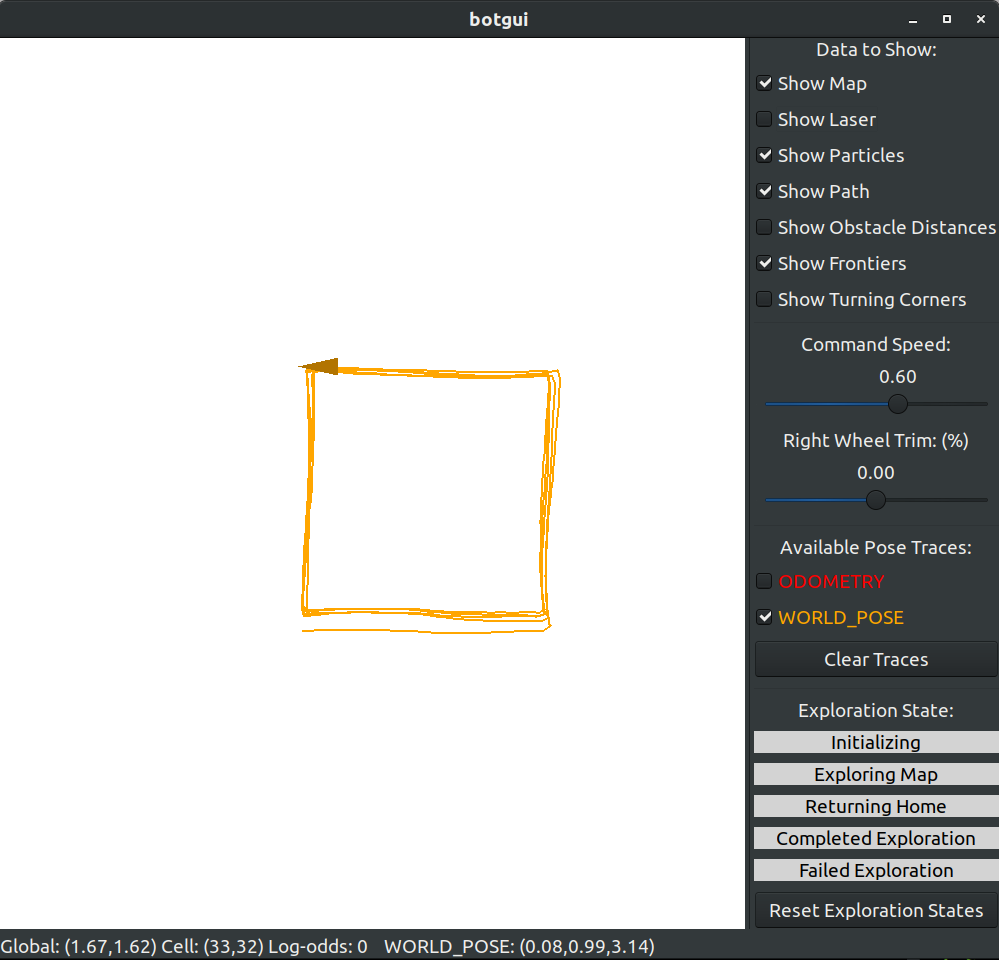 botgui
Data to Show:
Show Map
Show Laser
Show Particles
Show Path
Show Obstacle Distances
Show Frontiers
Show Turning Corners
Command Speed:
0.60
Right Wheel Trim: (%)
0.00
Available Pose Traces:
ODOMETRY
WORLD_POSE
Clear Traces
Exploration State:
Initializing
Exploring Map
Returning Home
Completed Exploration
Failed Exploration
Reset Exploration States
Global: (1.67,1.62) Cell: (33,32) Log-odds: 0 WORLD_POSE: (0.08,0.99,3.14)